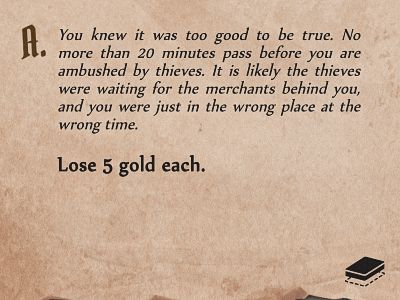 A. You knew it was too good to be true. No
more than 20 minutes pass before you are
ambushed by thieves. It is likely the thieves
were waiting for the merchants behind you,
and you were just in the wrong place at the
wrong time.
Lose 5 gold each.